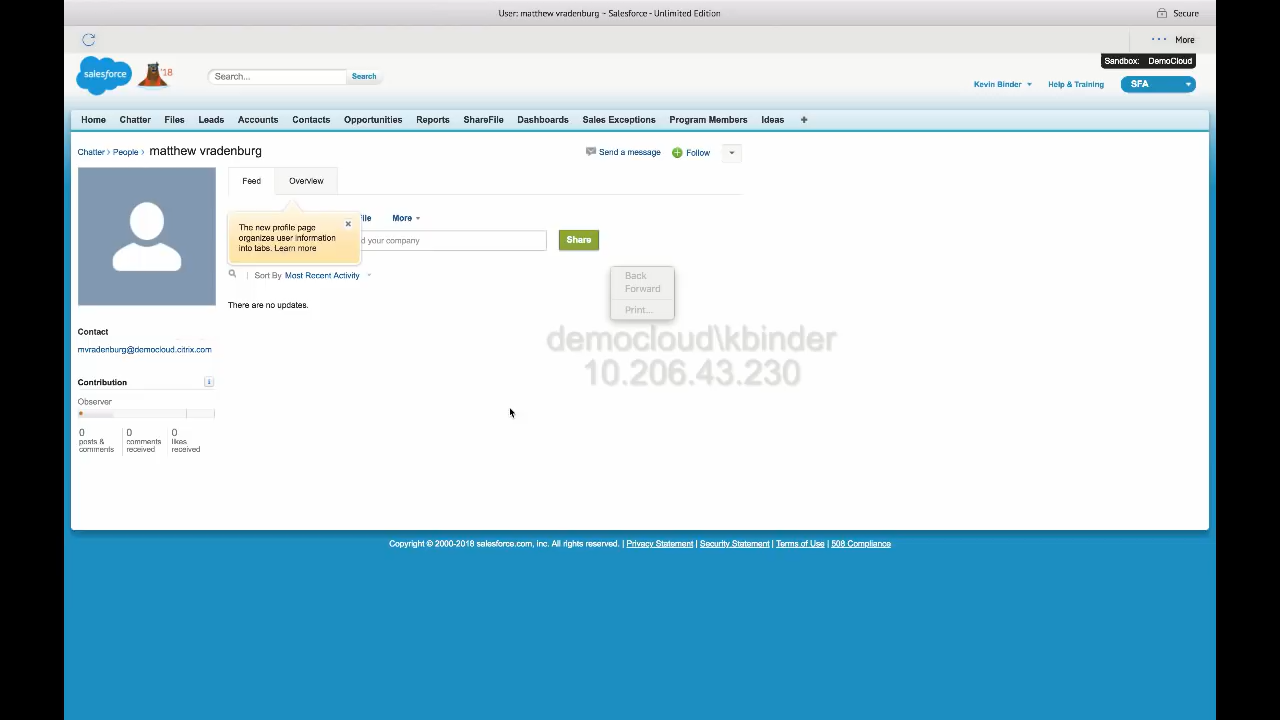 User: matthew vradenburg ~ Salesforce - Unlimited Edition
Secure
More
Sandbox: DemoCloud
salesforce
'18
Search...
Search
Kevin Binder
Help & Training
SFA
Home Chatter Files Leads Accounts Contacts Opportunities Reports ShareFile Dashboards Sales Exceptions Program Members Ideas +
Chatter › People › matthew vradenburg
Send a message
Follow
Feed
Overview
The new profile page
organizes user information
into tabs. Learn more
File
More
d your company
Share
Sort By Most Recent Activity
There are no updates.
Back
Forward
Print...
democloud\kbinder
10.206.43.230
Contact
mvradenburg@democloud.citrix.com
Contribution
i
Observer
0 0 0
posts & comments likes
comments received received
Copyright © 2000-2018 salesforce.com, inc. All rights reserved. | Privacy Statement | Security Statement | Terms of Use | 508 Compliance